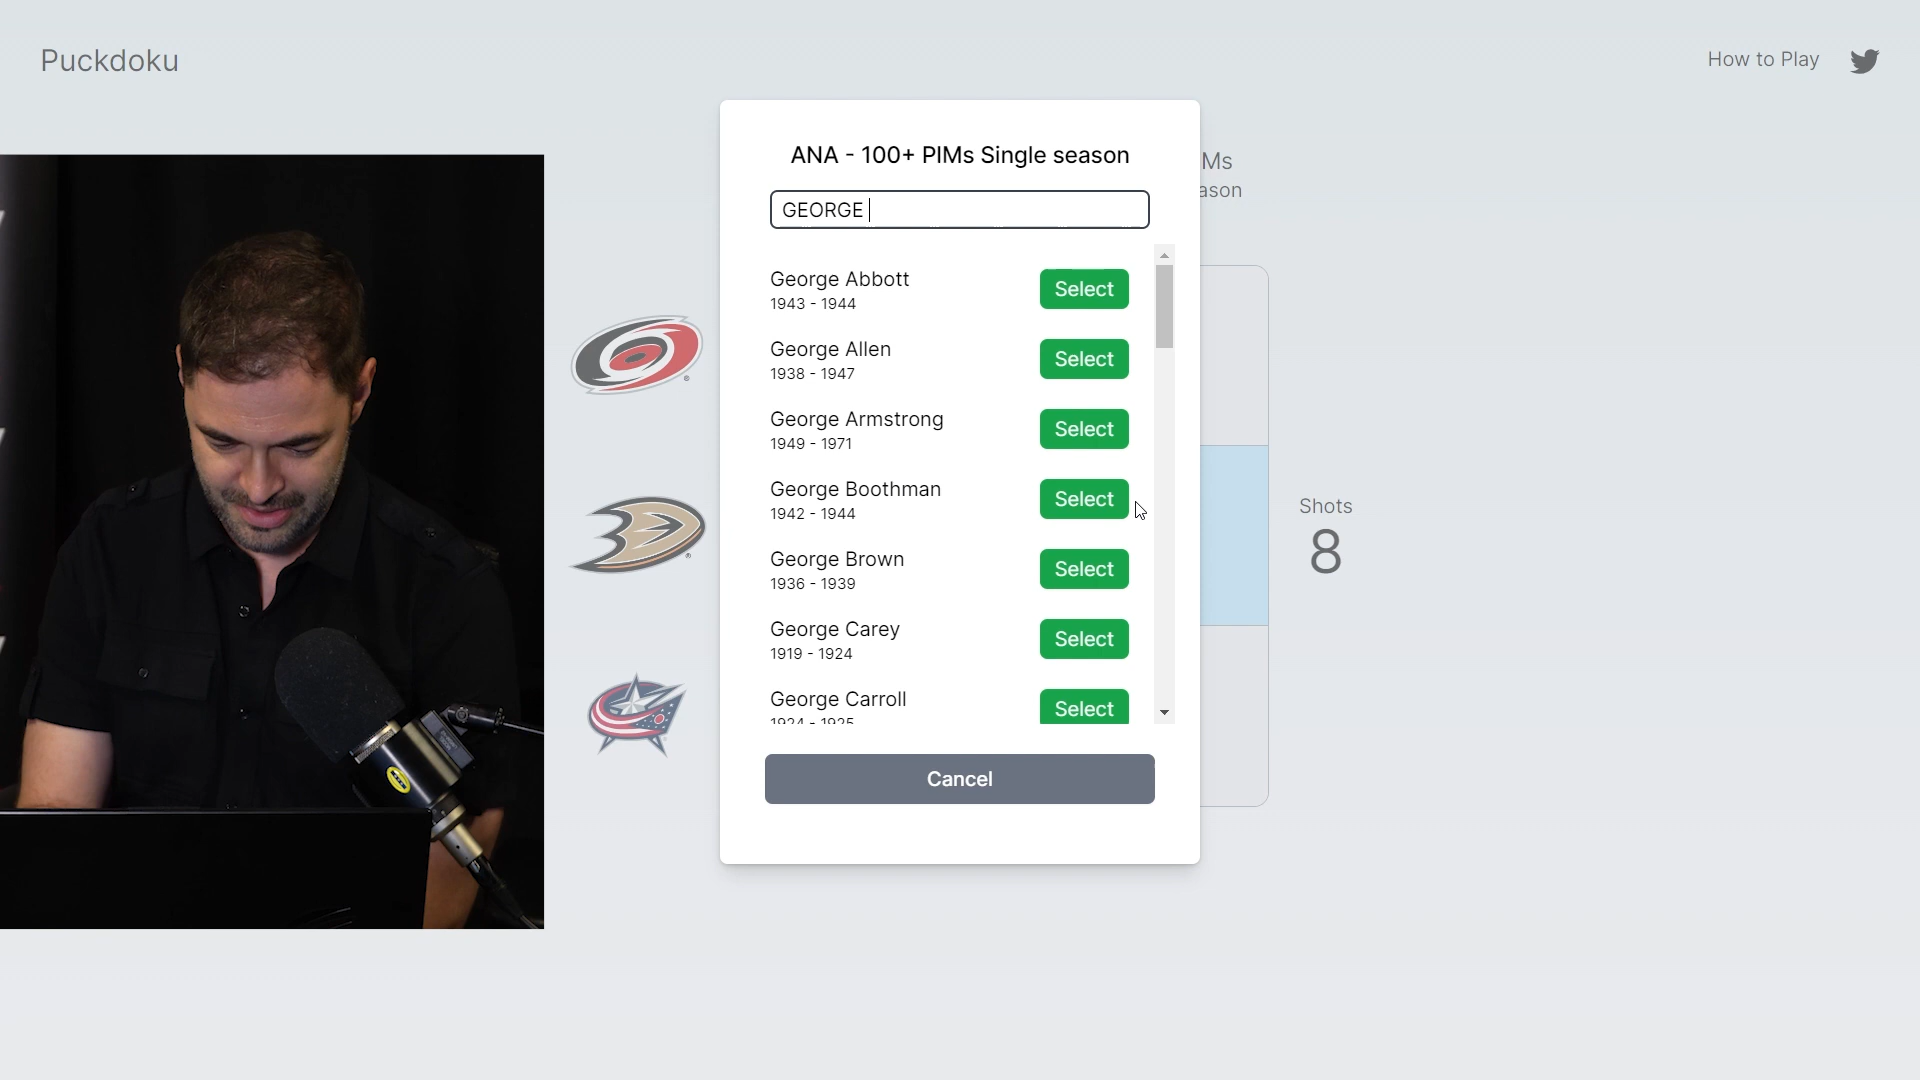 Puckdoku
How to Play
ANA - 100+ PIMs Single season
Ms
ason
GEORGE
George Abbott
1943 - 1944
Select
George Allen
1938 - 1947
Select
George Armstrong
1949 - 1971
Select
George Boothman
1942 - 1944
Select
George Brown
1936 - 1939
Select
George Carey
1919 - 1924
Select
George Carroll
1924 - 1925
Select
Cancel
Shots
8